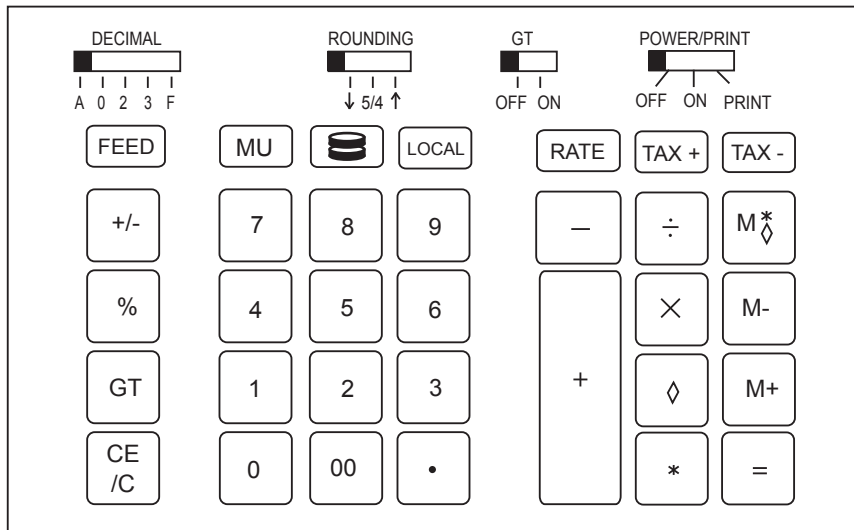 DECIMAL ROUNDING GT POWER/PRINT
A 0 2 3 F ↓ 5/4 ↑ OFF ON OFF ON PRINT
FEED MU LOCAL RATE TAX + TAX -
+/- 7 8 9 — ÷ M*◊
% 4 5 6 × M-
GT 1 2 3 + ◊ M+
CE
/C 0 00 • * =